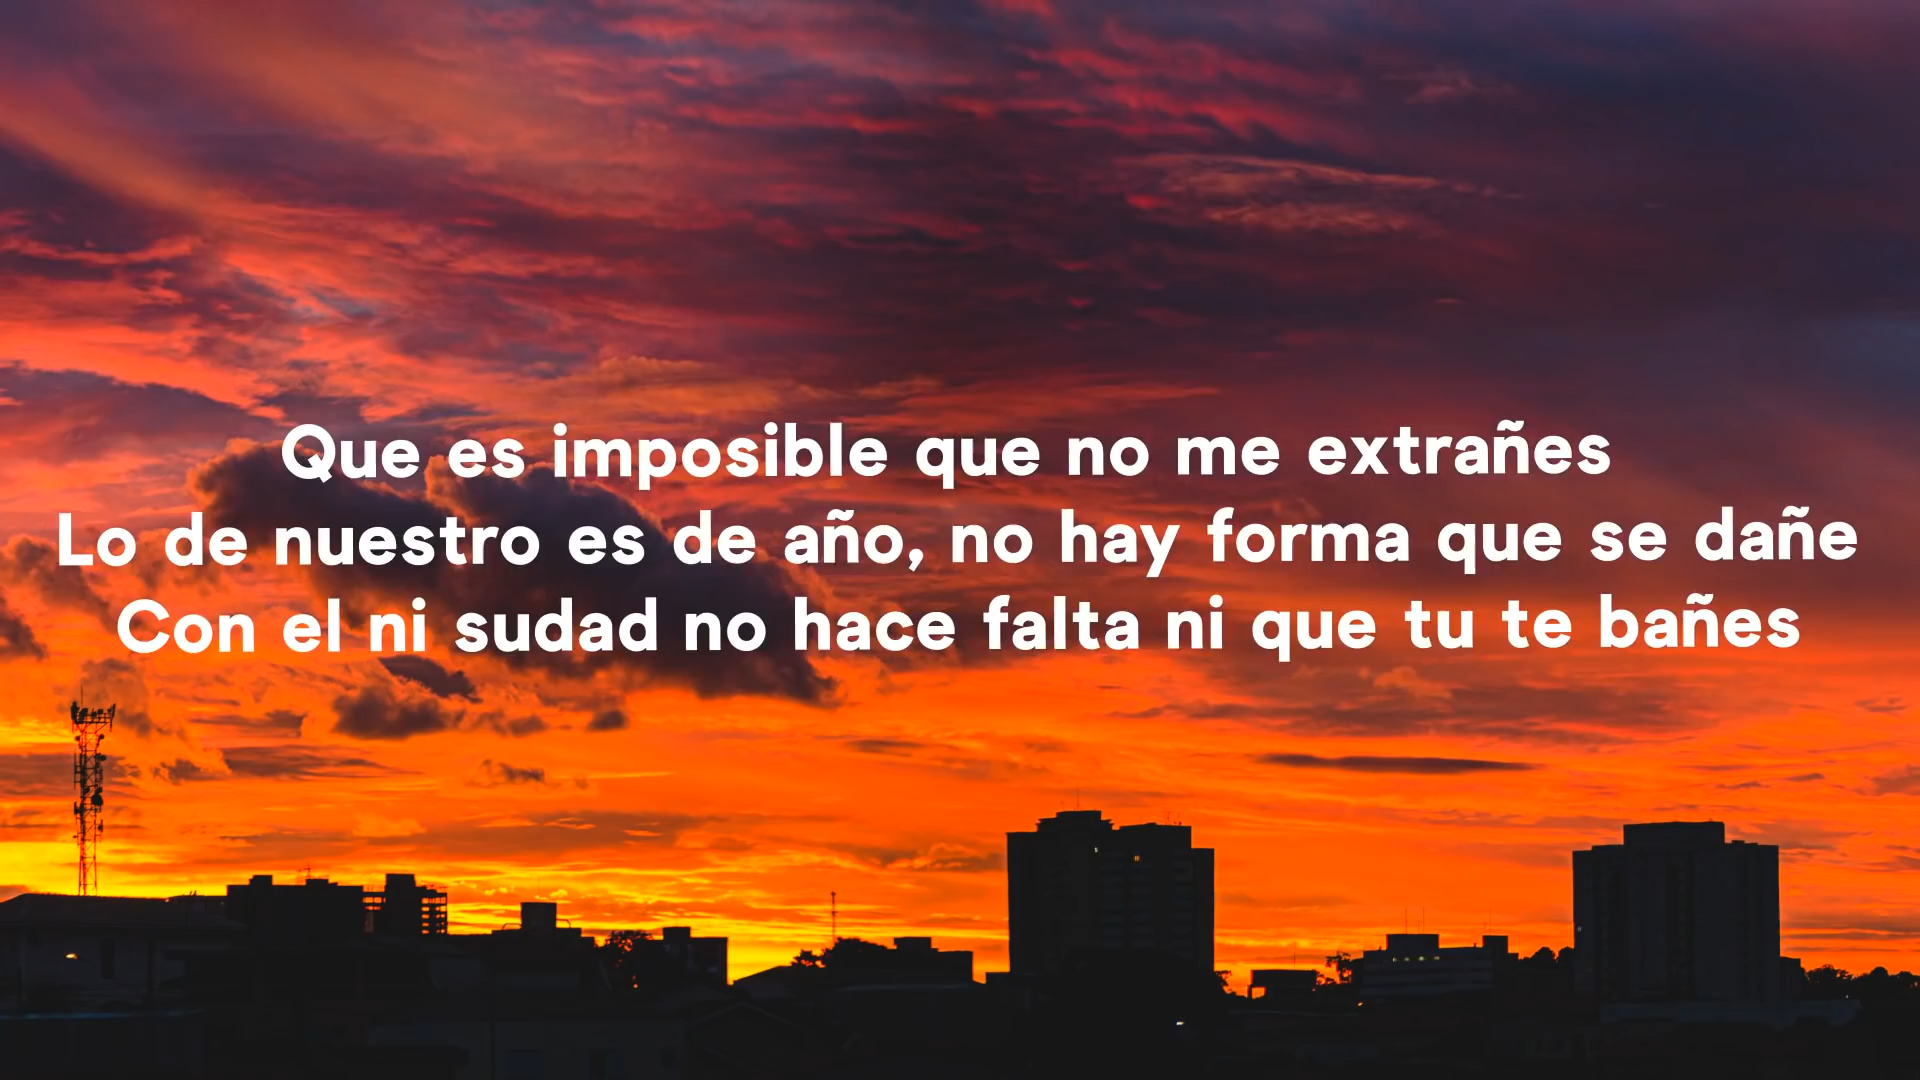 Que es imposible que no me extrañes
Lo de nuestro es de año, no hay forma que se dañe
Con el ni sudad no hace falta ni que tu te bañes